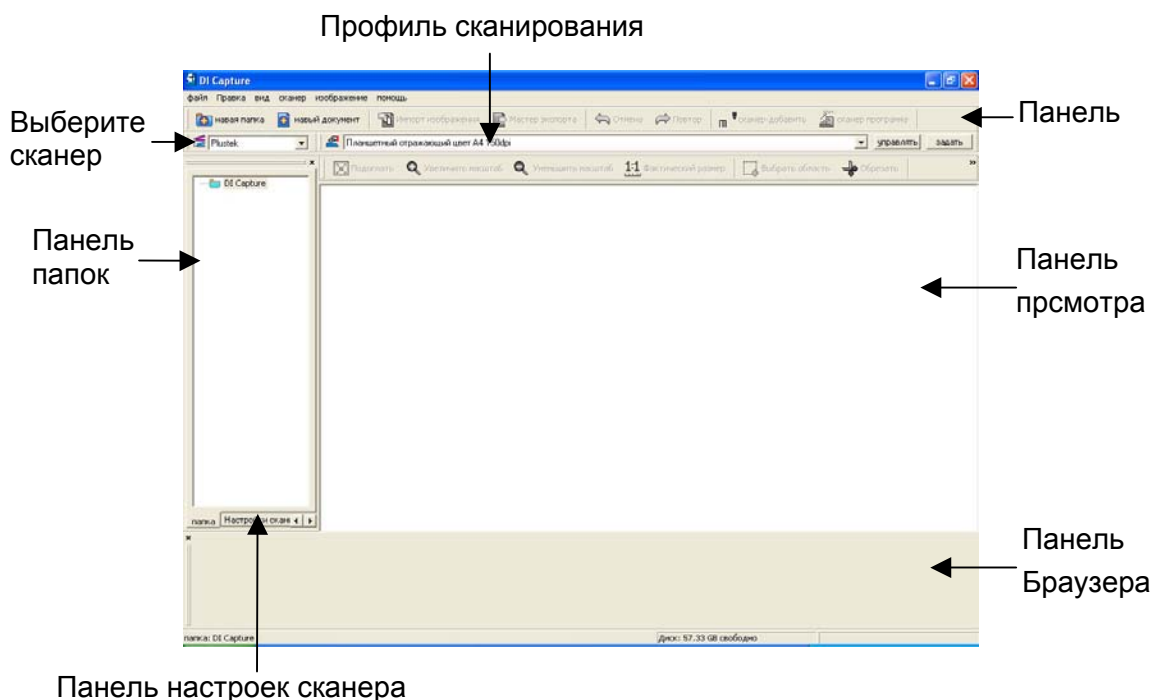 Профиль сканирования
DI Capture
файл Правка вид сканер изображение помощь
новая папка новый документ Импорт изображения Мастер экспорта Отмена Повтор сканер-добавить сканер программа
Панель
Выберите
сканер
Plustek Планшетный отражающий цвет A4 150dpi управлять задать
Подогнать Увеличить масштаб Уменьшить масштаб 1:1 Фактический размер Выбрать область Обрезать »
DI Capture
Панель
папок
Панель
прсмотра
папка Настройки скане
Панель
Браузера
папка: DI Capture Диск: 57.33 GB свободно
Панель настроек сканера